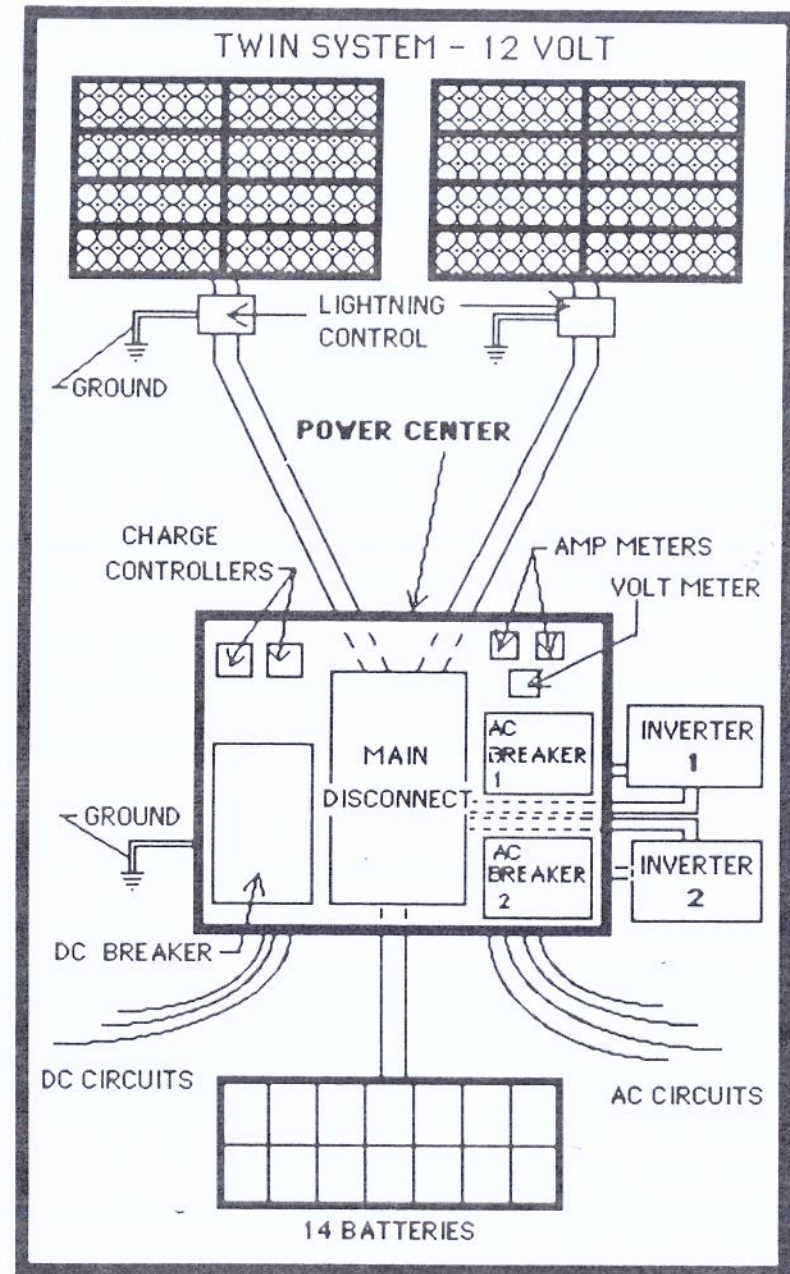 TWIN SYSTEM - 12 VOLT
LIGHTNING
CONTROL
GROUND
POWER CENTER
CHARGE
CONTROLLERS
AMP METERS
VOLT METER
MAIN
DISCONNECT
AC
BREAKER
1
INVERTER
1
GROUND
AC
BREAKER
2
INVERTER
2
DC BREAKER
DC CIRCUITS
AC CIRCUITS
14 BATTERIES